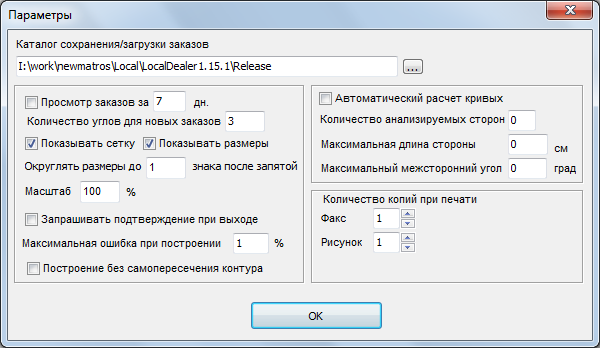 Параметры
Каталог сохранения/загрузки заказов
I:\work\newmatros\Local\LocalDealer1.15.1\Release
...
Просмотр заказов за 7 дн.
Количество углов для новых заказов 3
Показывать сетку Показывать размеры
Округлять размеры до 1 знака после запятой
Масштаб 100 %
Запрашивать подтверждение при выходе
Максимальная ошибка при построении 1 %
Построение без самопересечения контура
Автоматический расчет кривых
Количество анализируемых сторон 0
Максимальная длина стороны 0 см
Максимальный межсторонний угол 0 град
Количество копий при печати
Факс 1
Рисунок 1
OK